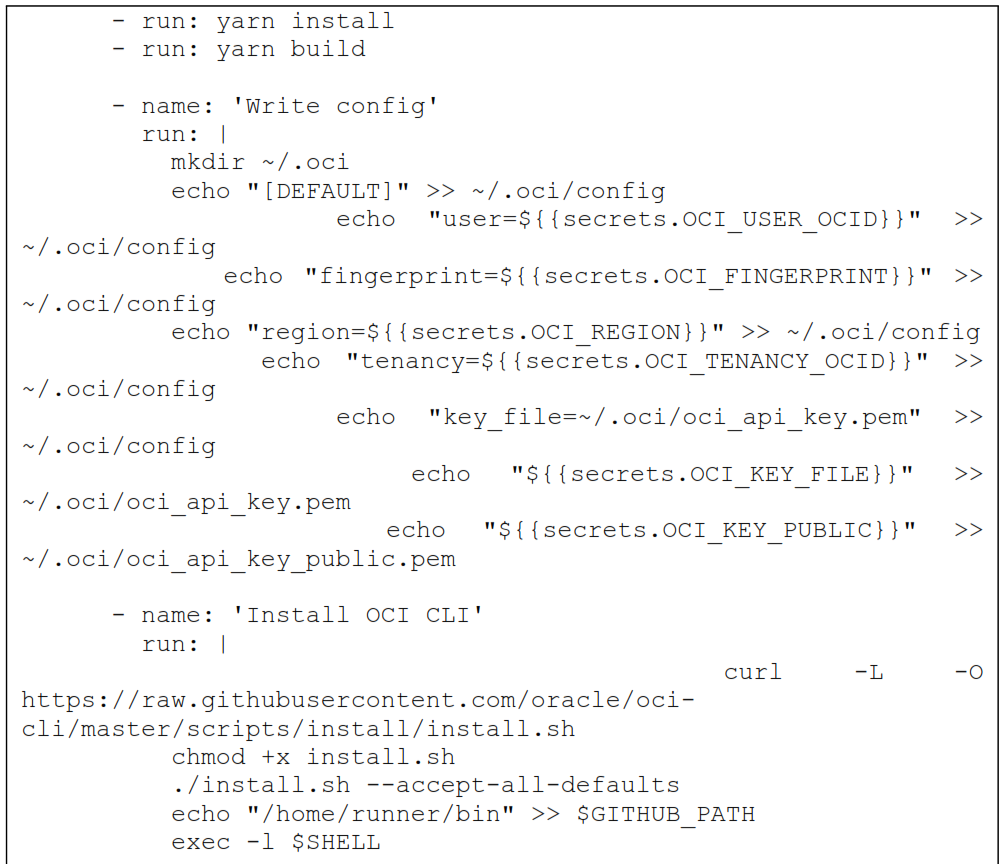 - run: yarn install
- run: yarn build
- name: 'Write config'
run: |
mkdir ~/.oci
echo "[DEFAULT]" >> ~/.oci/config
echo "user=${{secrets.OCI_USER_OCID}}" >>
~/.oci/config
echo "fingerprint=${{secrets.OCI_FINGERPRINT}}" >>
~/.oci/config
echo "region=${{secrets.OCI_REGION}}" >> ~/.oci/config
echo "tenancy=${{secrets.OCI_TENANCY_OCID}}" >>
~/.oci/config
echo "key_file=~/.oci/oci_api_key.pem" >>
~/.oci/config
echo "${{secrets.OCI_KEY_FILE}}" >>
~/.oci/oci_api_key.pem
echo "${{secrets.OCI_KEY_PUBLIC}}" >>
~/.oci/oci_api_key_public.pem
- name: 'Install OCI CLI'
run: |
curl -L -O
https://raw.githubusercontent.com/oracle/oci-
cli/master/scripts/install/install.sh
chmod +x install.sh
./install.sh --accept-all-defaults
echo "/home/runner/bin" >> $GITHUB_PATH
exec -l $SHELL